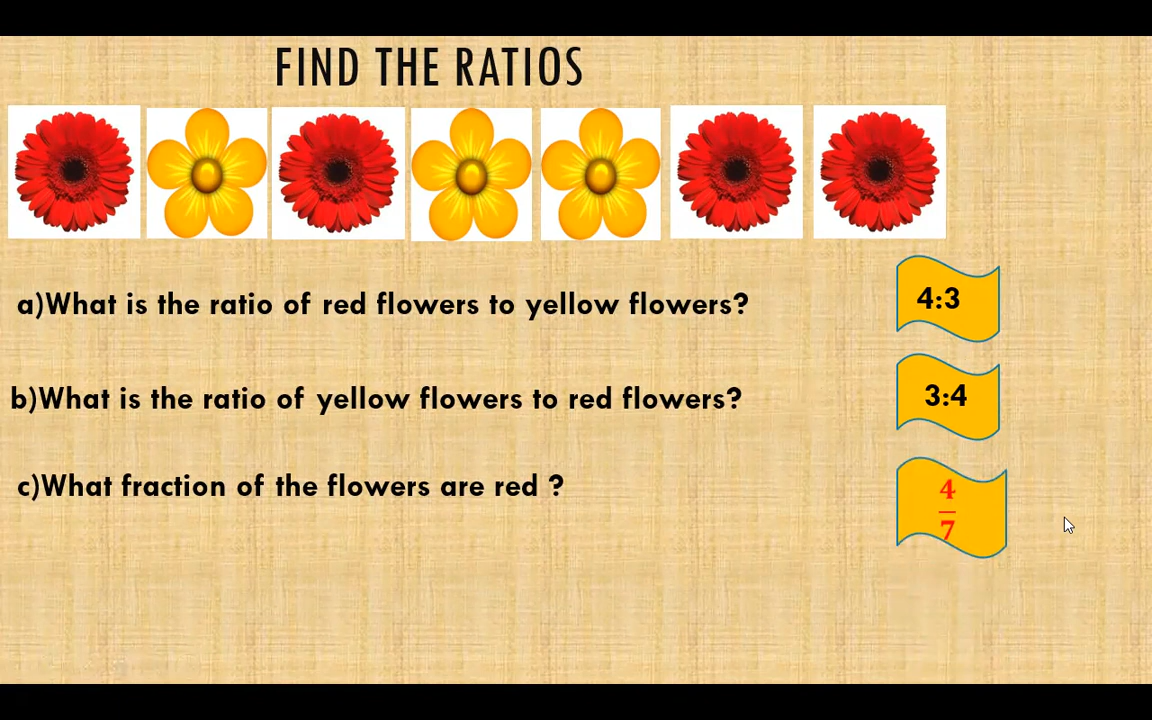 FIND THE RATIOS
a)What is the ratio of red flowers to yellow flowers?
4:3
b)What is the ratio of yellow flowers to red flowers?
3:4
c)What fraction of the flowers are red ?
4
7